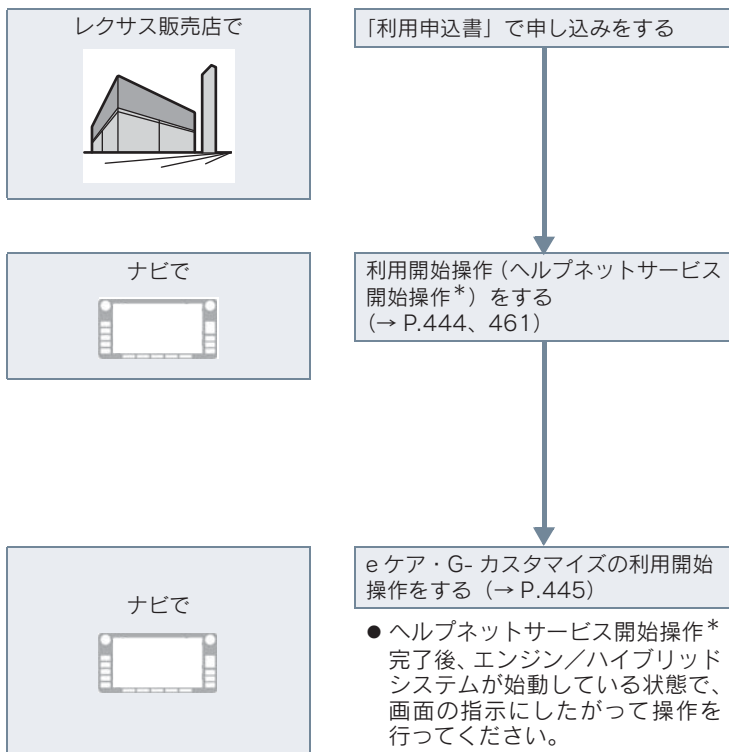 レクサス販売店で
「利用申込書」で申し込みをする
ナビで
利用開始操作（ヘルプネットサービス
開始操作＊）をする
（→ P.444、461）
ナビで
e ケア・G- カスタマイズの利用開始
操作をする（→ P.445）
● ヘルプネットサービス開始操作＊
完了後、エンジン／ハイブリッド
システムが始動している状態で、
画面の指示にしたがって操作を
行ってください。